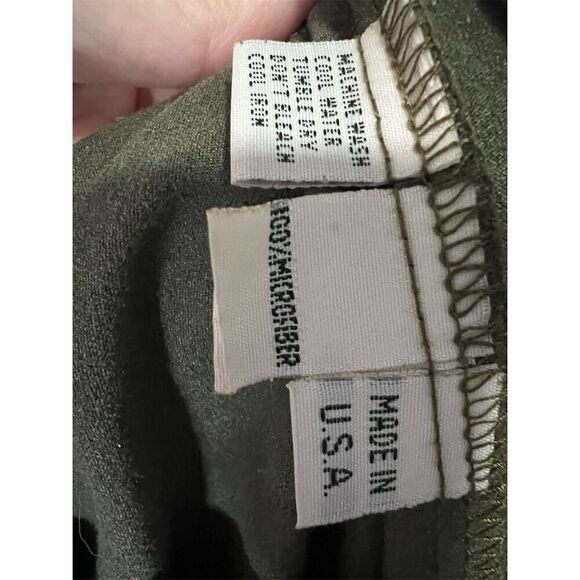 MACHINE WASH
COOL WATER
TUMBLE DRY
DON'T BLEACH
COOL IRON
100%MICROFIBER
MADE IN
U.S.A.